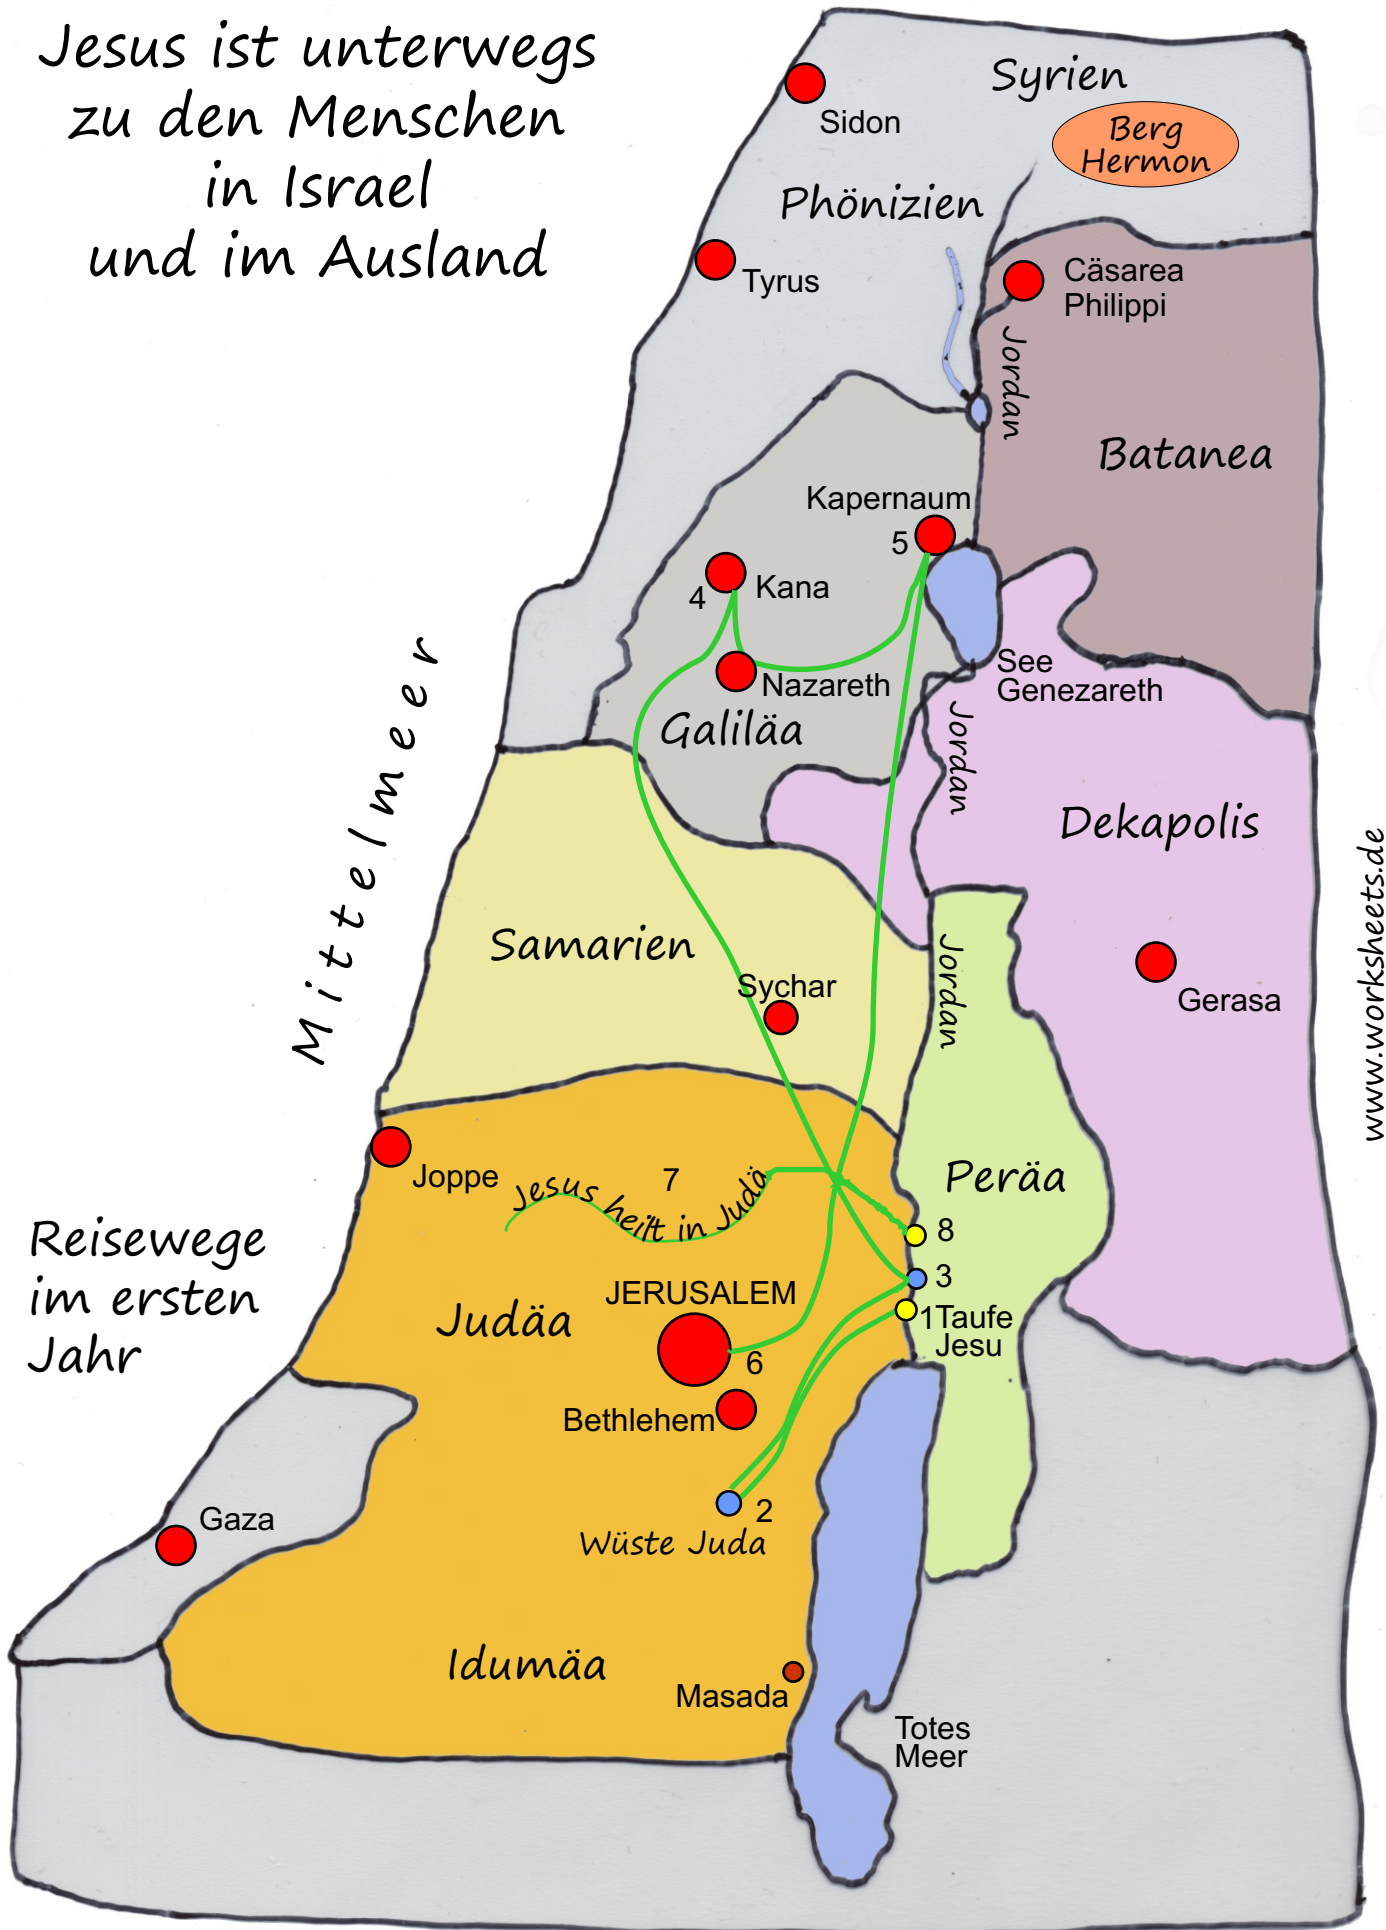 Jesus ist unterwegs
zu den Menschen
in Israel
und im Ausland
Syrien
Sidon
Berg
Hermon
Phönizien
Tyrus
Cäsarea
Philippi
Jordan
Batanea
Kapernaum
5
Kana
4
See
Genezareth
Nazareth
Galiläa
Jordan
Mittelmeer
Dekapolis
www.worksheets.de
Samarien
Sychar
Jordan
Gerasa
Joppe
7
Jesus heilt in Judä
Peräa
8
Reisewege
im ersten
Jahr
3
JERUSALEM
Judäa
1Taufe
Jesu
6
Bethlehem
2
Gaza
Wüste Juda
Idumäa
Masada
Totes
Meer